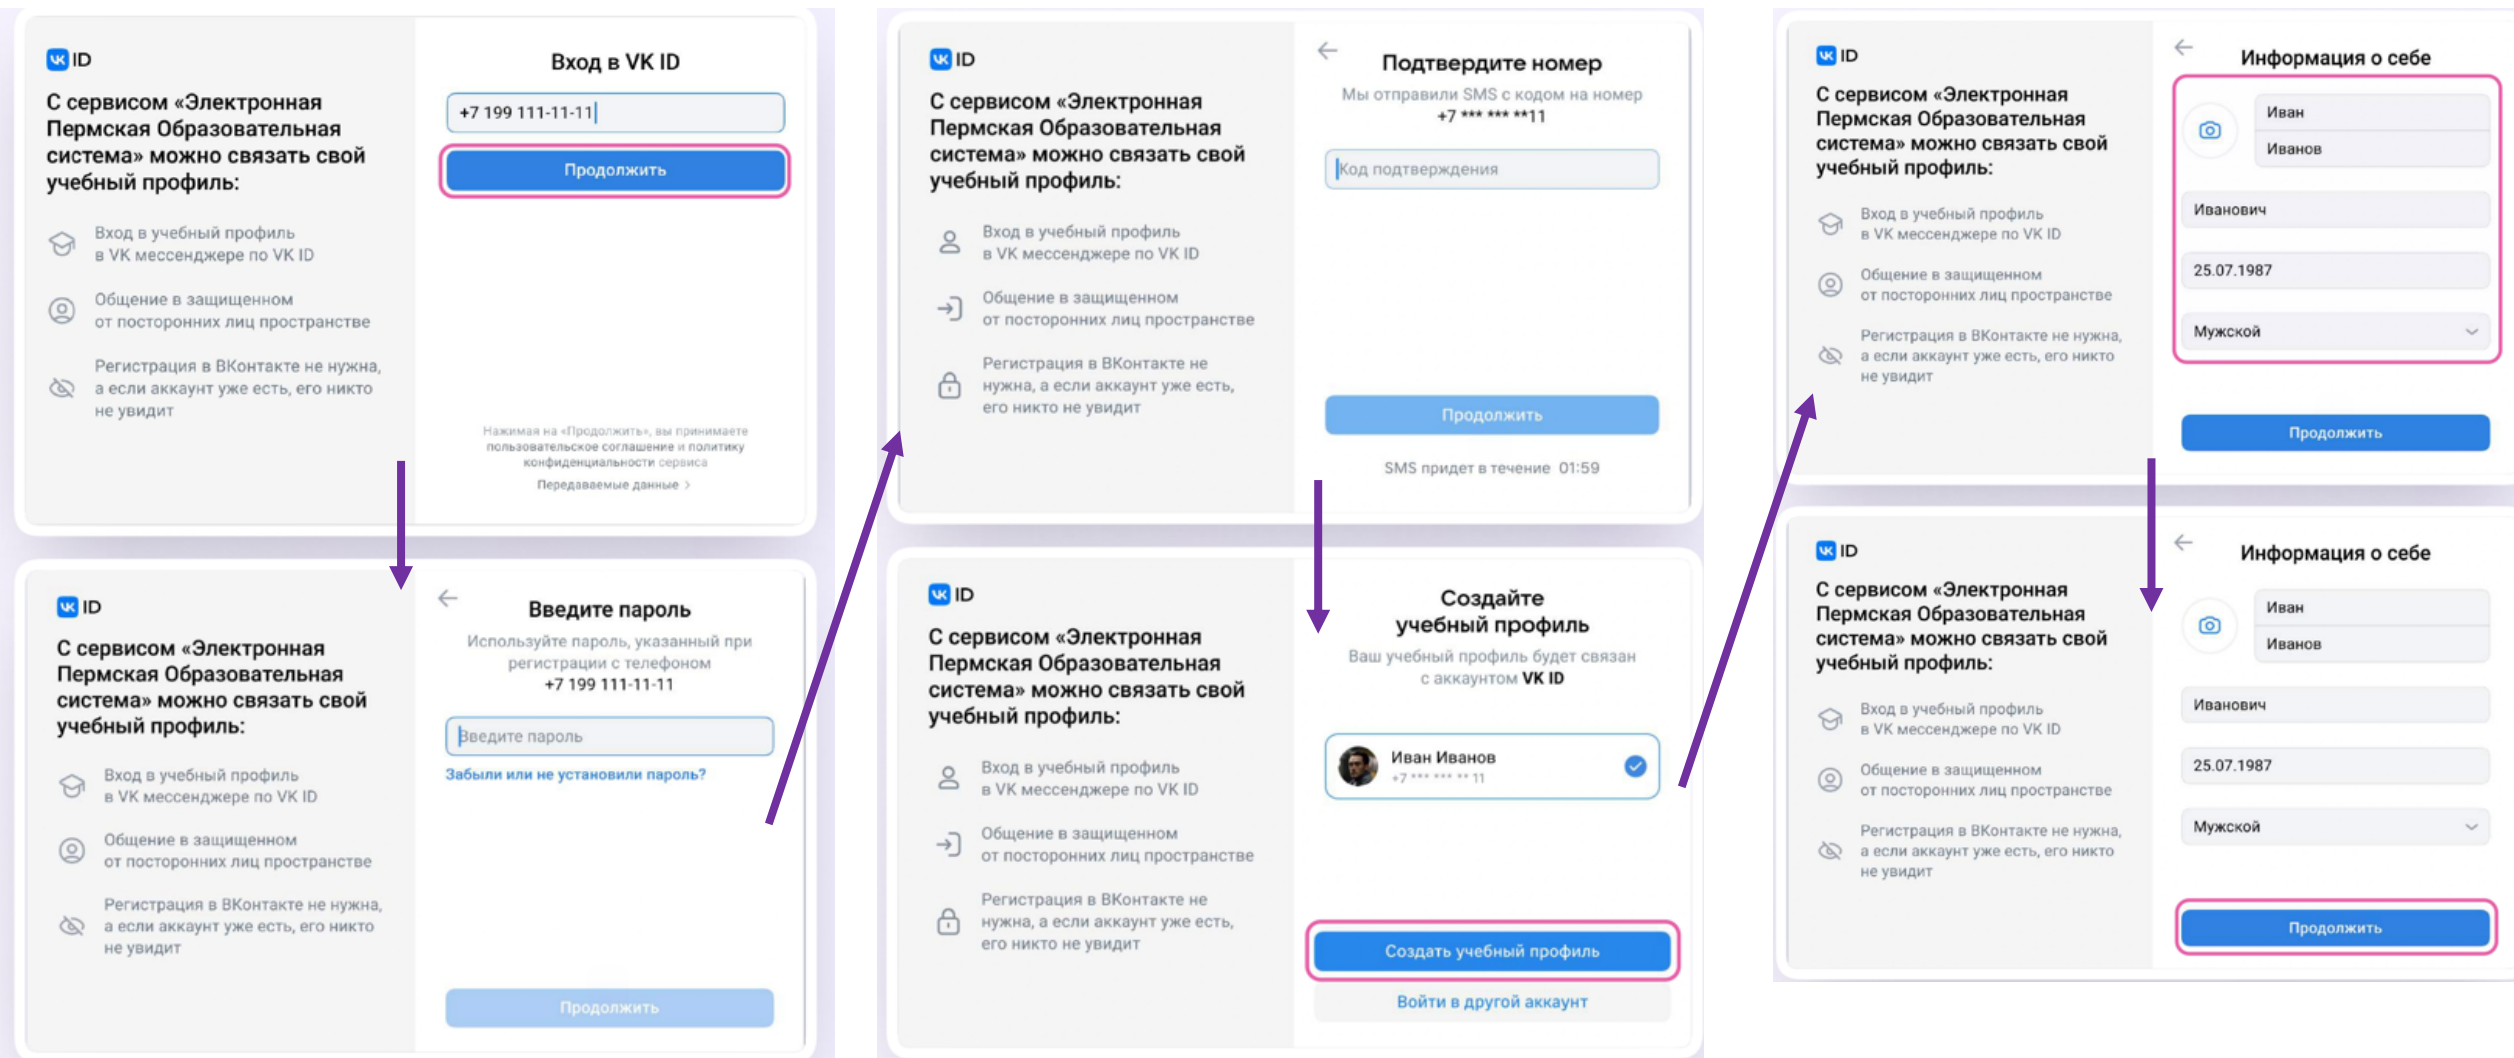 VK ID
С сервисом «Электронная
Пермская Образовательная
система» можно связать свой
учебный профиль:
Вход в учебный профиль
в VK мессенджере по VK ID
Общение в защищенном
от посторонних лиц пространстве
Регистрация в ВКонтакте не нужна,
а если аккаунт уже есть, его никто
не увидит
Вход в VK ID
+7 199 111-11-11
Продолжить
Нажимая на «Продолжить», вы принимаете
пользовательское соглашение и политику
конфиденциальности сервиса
Передаваемые данные >
VK ID
С сервисом «Электронная
Пермская Образовательная
система» можно связать свой
учебный профиль:
Вход в учебный профиль
в VK мессенджере по VK ID
Общение в защищенном
от посторонних лиц пространстве
Регистрация в ВКонтакте не нужна,
а если аккаунт уже есть, его никто
не увидит
Введите пароль
Используйте пароль, указанный при
регистрации с телефоном
+7 199 111-11-11
Введите пароль
Забыли или не установили пароль?
Продолжить
VK ID
С сервисом «Электронная
Пермская Образовательная
система» можно связать свой
учебный профиль:
Вход в учебный профиль
в VK мессенджере по VK ID
Общение в защищенном
от посторонних лиц пространстве
Регистрация в ВКонтакте не
нужна, а если аккаунт уже есть,
его никто не увидит
Подтвердите номер
Мы отправили SMS с кодом на номер
+7 *** *** **11
Код подтверждения
Продолжить
SMS придет в течение 01:59
VK ID
С сервисом «Электронная
Пермская Образовательная
система» можно связать свой
учебный профиль:
Вход в учебный профиль
в VK мессенджере по VK ID
Общение в защищенном
от посторонних лиц пространстве
Регистрация в ВКонтакте не
нужна, а если аккаунт уже есть,
его никто не увидит
Создайте
учебный профиль
Ваш учебный профиль будет связан
с аккаунтом VK ID
Иван Иванов
+7 *** *** ** 11
Создать учебный профиль
Войти в другой аккаунт
VK ID
С сервисом «Электронная
Пермская Образовательная
система» можно связать свой
учебный профиль:
Вход в учебный профиль
в VK мессенджере по VK ID
Общение в защищенном
от посторонних лиц пространстве
Регистрация в ВКонтакте не нужна,
а если аккаунт уже есть, его никто
не увидит
Информация о себе
Иван
Иванов
Иванович
25.07.1987
Мужской
Продолжить
VK ID
С сервисом «Электронная
Пермская Образовательная
система» можно связать свой
учебный профиль:
Вход в учебный профиль
в VK мессенджере по VK ID
Общение в защищенном
от посторонних лиц пространстве
Регистрация в ВКонтакте не нужна,
а если аккаунт уже есть, его никто
не увидит
Информация о себе
Иван
Иванов
Иванович
25.07.1987
Мужской
Продолжить